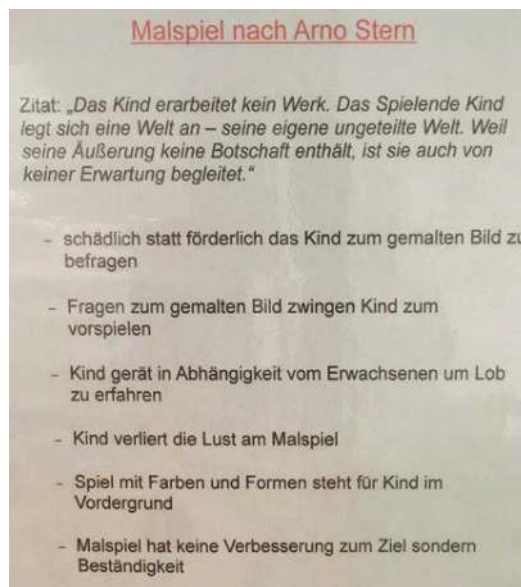 Malspiel nach Arno Stern
Zitat: „Das Kind erarbeitet kein Werk. Das Spielende Kind
legt sich eine Welt an – seine eigene ungeteilte Welt. Weil
seine Äußerung keine Botschaft enthält, ist sie auch von
keiner Erwartung begleitet.“
- schädlich statt förderlich das Kind zum gemalten Bild zu
befragen
- Fragen zum gemalten Bild zwingen Kind zum
vorspielen
- Kind gerät in Abhängigkeit vom Erwachsenen um Lob
zu erfahren
- Kind verliert die Lust am Malspiel
- Spiel mit Farben und Formen steht für Kind im
Vordergrund
- Malspiel hat keine Verbesserung zum Ziel sondern
Beständigkeit